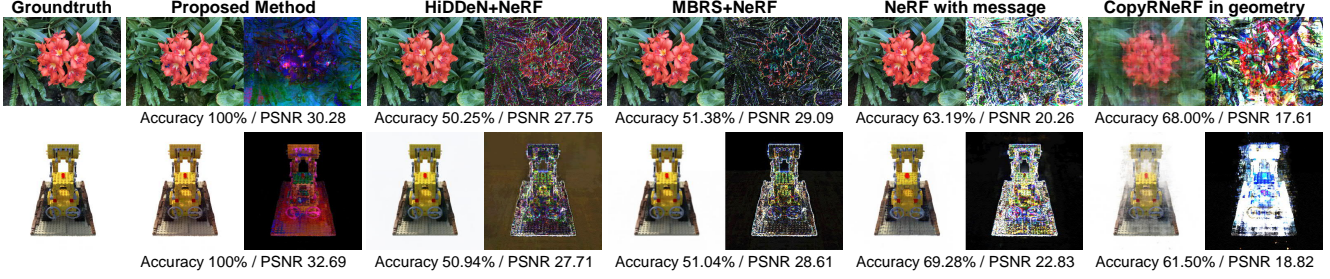 Groundtruth Proposed Method HiDDeN+NeRF MBRS+NeRF NeRF with message CopyRNeRF in geometry
Accuracy 100% / PSNR 30.28 Accuracy 50.25% / PSNR 27.75 Accuracy 51.38% / PSNR 29.09 Accuracy 63.19% / PSNR 20.26 Accuracy 68.00% / PSNR 17.61
Accuracy 100% / PSNR 32.69 Accuracy 50.94% / PSNR 27.71 Accuracy 51.04% / PSNR 28.61 Accuracy 69.28% / PSNR 22.83 Accuracy 61.50% / PSNR 18.82